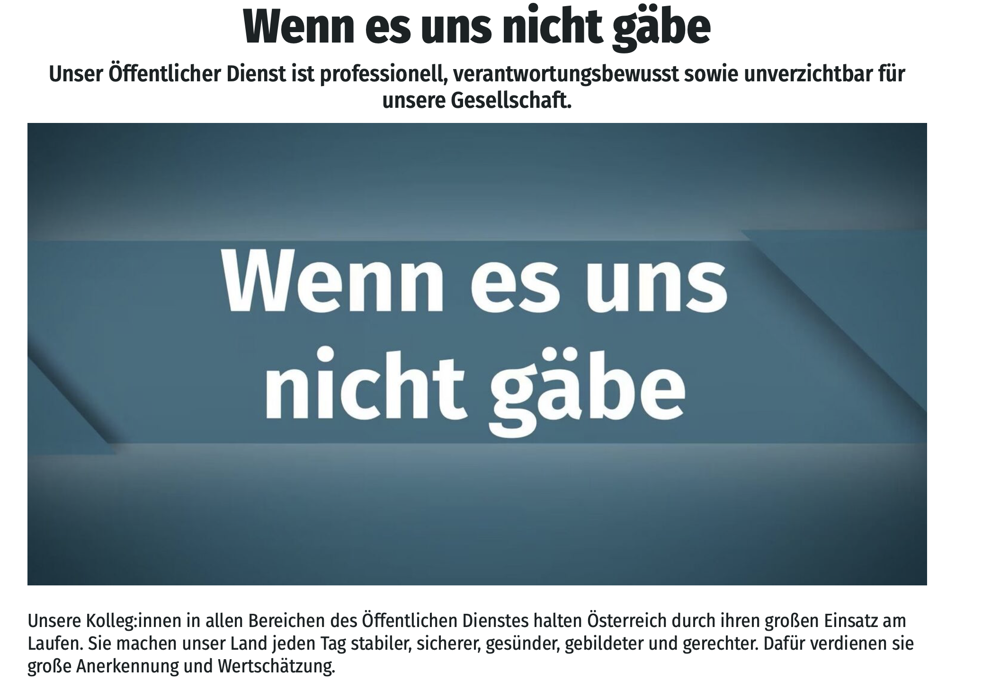 Wenn es uns nicht gäbe
Unser Öffentlicher Dienst ist professionell, verantwortungsbewusst sowie unverzichtbar für
unsere Gesellschaft.
Wenn es uns
nicht gäbe
Unsere Kolleg:innen in allen Bereichen des Öffentlichen Dienstes halten Österreich durch ihren großen Einsatz am
Laufen. Sie machen unser Land jeden Tag stabiler, sicherer, gesünder, gebildeter und gerechter. Dafür verdienen sie
große Anerkennung und Wertschätzung.